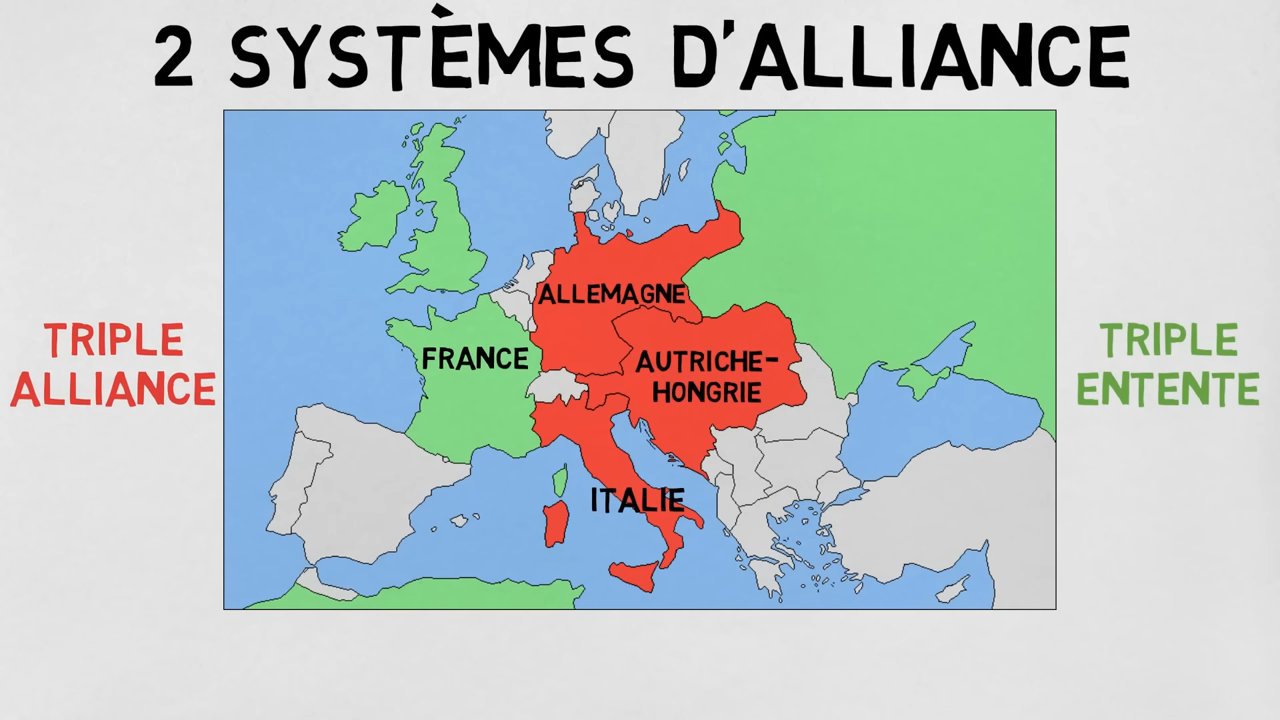 2 SYSTÈMES D'ALLIANCE
TRIPLE
ALLIANCE
ALLEMAGNE
FRANCE
AUTRICHE-
HONGRIE
ITALIE
TRIPLE
ENTENTE